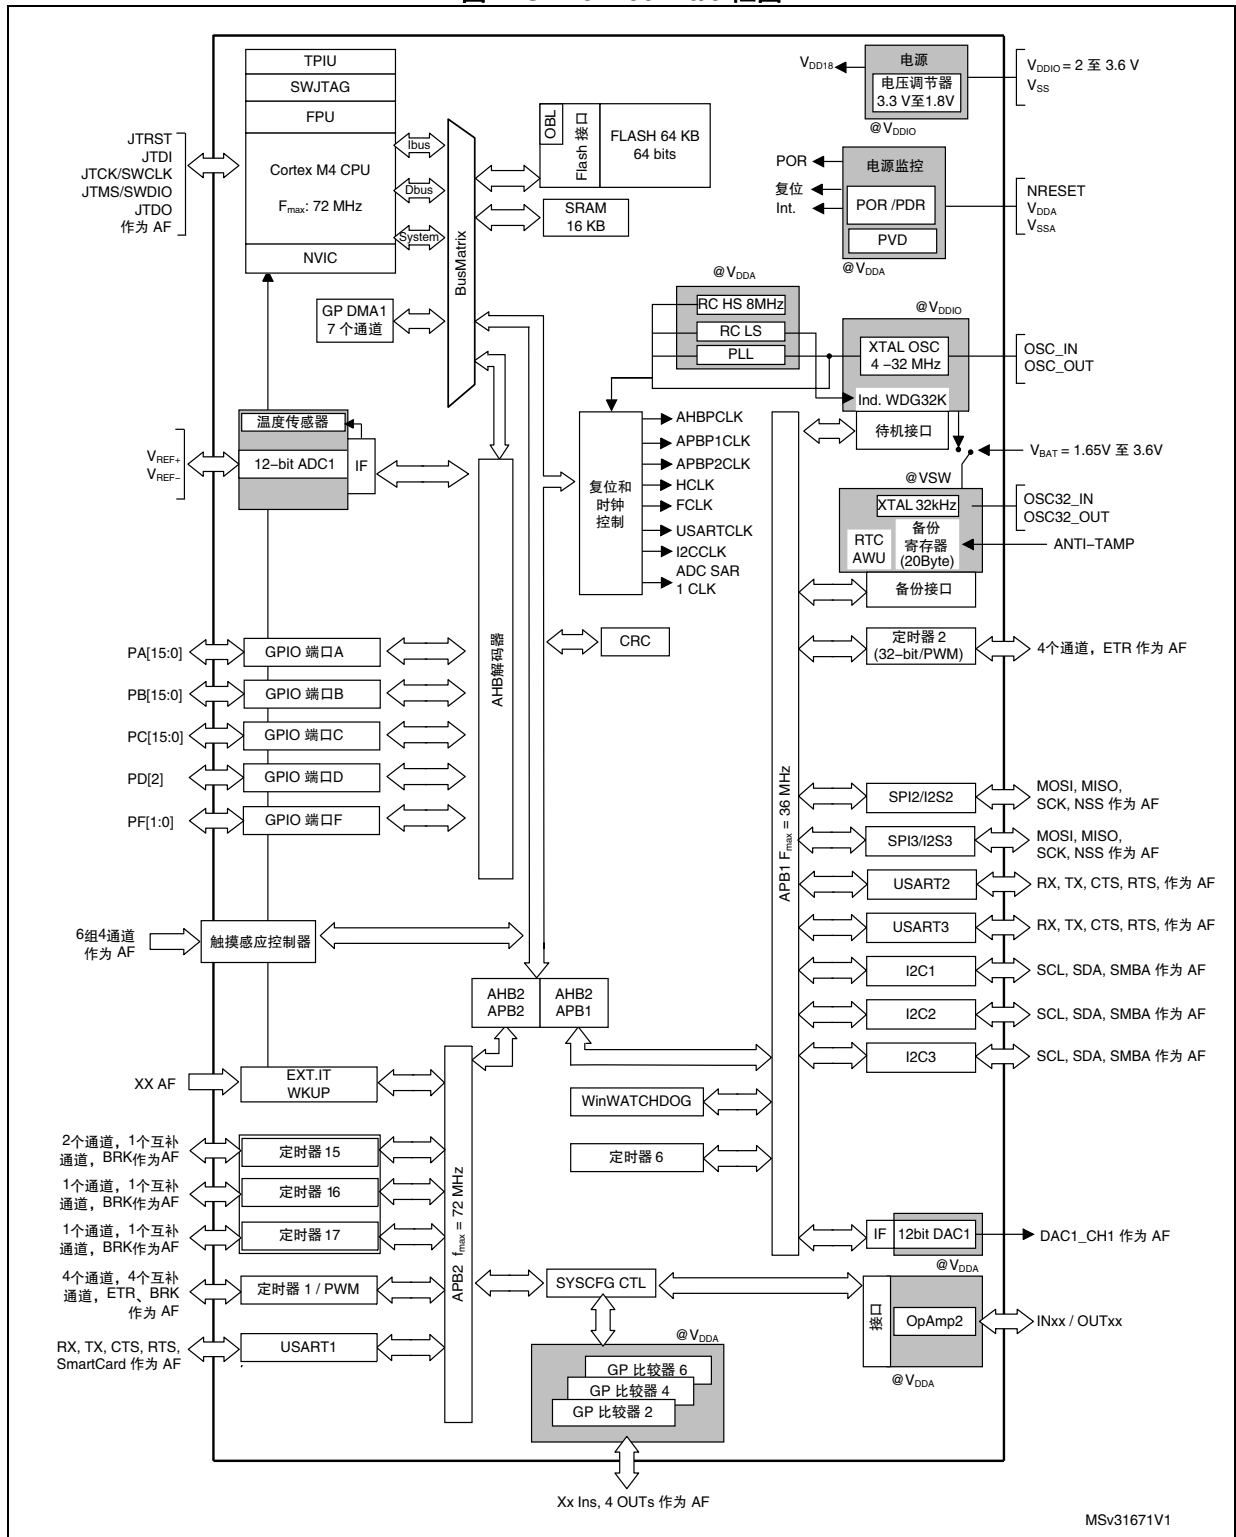 TPIU
SWJTAG
FPU
Cortex M4 CPU
Fmax: 72 MHz
NVIC
JTRST
JTDI
JTCK/SWCLK
JTMS/SWDIO
JTDO
作为 AF
Ibus
Dbus
System
BusMatrix
OBL
Flash 接口
FLASH 64 KB
64 bits
SRAM
16 KB
GP DMA1
7 个通道
VDD18
电源
电压调节器
3.3 V至1.8V
@VDDIO
VDDIO = 2 至 3.6 V
VSS
POR
复位
Int.
电源监控
POR /PDR
PVD
@VDDA
NRESET
VDDA
VSSA
@VDDA
RC HS 8MHz
RC LS
PLL
@VDDIO
XTAL OSC
4 –32 MHz
Ind. WDG32K
待机接口
OSC_IN
OSC_OUT
VBAT = 1.65V 至 3.6V
@VSW
XTAL 32kHz
RTC
AWU
备份
寄存器
(20Byte)
备份接口
OSC32_IN
OSC32_OUT
ANTI–TAMP
复位和
时钟
控制
AHBPCLK
APBP1CLK
APBP2CLK
HCLK
FCLK
USARTCLK
I2CCLK
ADC SAR
1 CLK
VREF+
VREF–
温度传感器
12–bit ADC1
IF
AHB解码器
CRC
PA[15:0]
GPIO 端口A
PB[15:0]
GPIO 端口B
PC[15:0]
GPIO 端口C
PD[2]
GPIO 端口D
PF[1:0]
GPIO 端口F
6组4通道
作为 AF
触摸感应控制器
AHB2
APB2
AHB2
APB1
APB1 Fmax = 36 MHz
定时器 2
(32–bit/PWM)
4个通道，ETR 作为 AF
SPI2/I2S2
MOSI, MISO,
SCK, NSS 作为 AF
SPI3/I2S3
MOSI, MISO,
SCK, NSS 作为 AF
USART2
RX, TX, CTS, RTS, 作为 AF
USART3
RX, TX, CTS, RTS, 作为 AF
I2C1
SCL, SDA, SMBA 作为 AF
I2C2
SCL, SDA, SMBA 作为 AF
I2C3
SCL, SDA, SMBA 作为 AF
WinWATCHDOG
定时器 6
IF
12bit DAC1
DAC1_CH1 作为 AF
@VDDA
XX AF
EXT.IT
WKUP
2个通道，1个互补
通道，BRK作为AF
定时器 15
1个通道，1个互补
通道，BRK作为AF
定时器 16
1个通道，1个互补
通道，BRK作为AF
定时器 17
4个通道，4个互补
通道，ETR、BRK
作为 AF
定时器 1 / PWM
RX, TX, CTS, RTS,
SmartCard 作为 AF
USART1
APB2 fmax = 72 MHz
SYSCFG CTL
接口
OpAmp2
INxx / OUTxx
@VDDA
@VDDA
GP 比较器 6
GP 比较器 4
GP 比较器 2
Xx Ins, 4 OUTs 作为 AF
MSv31671V1